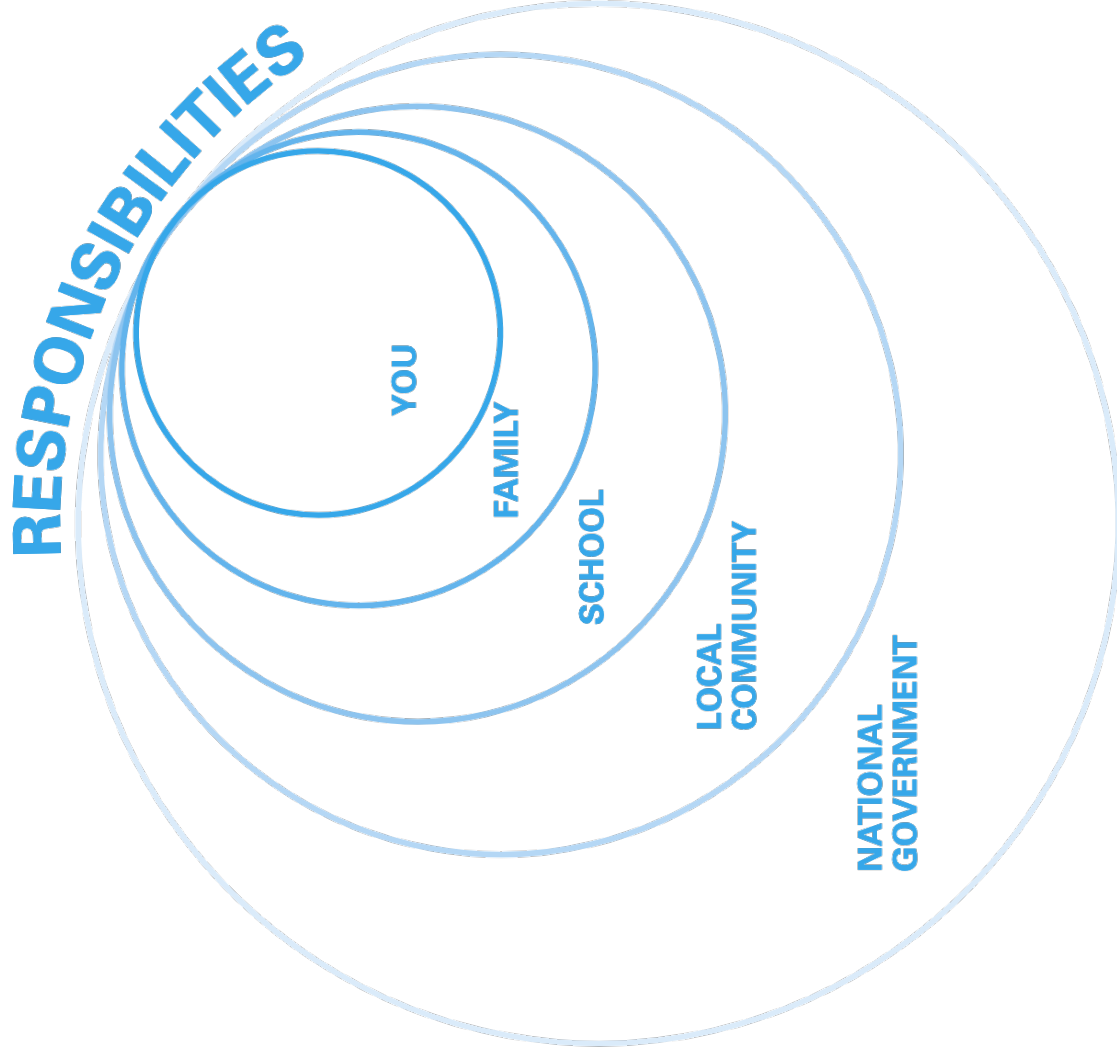 RESPONSIBILITIES
YOU
FAMILY
SCHOOL
LOCAL
COMMUNITY
NATIONAL
GOVERNMENT